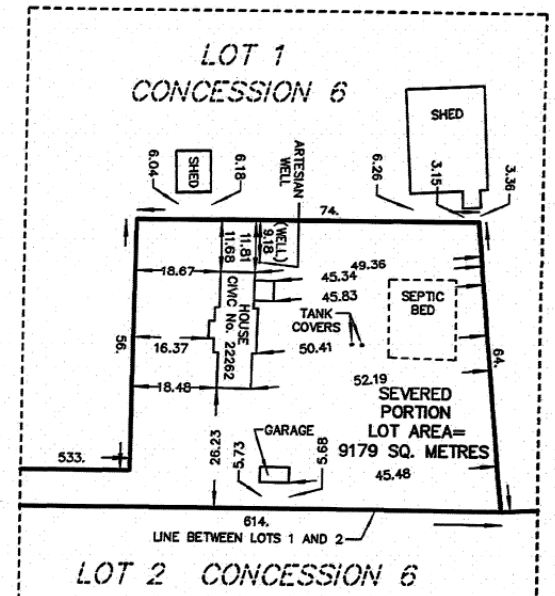 LOT 1
CONCESSION 6
SHED
SHED
6.04
6.18
ARTESIAN
WELL
6.26
3.15
3.36
74.
11.68
11.81
(WELL)
9.18
18.67
49.36
45.34
45.83
HOUSE
CIVIC No. 22262
TANK
COVERS
SEPTIC
BED
56.
16.37
50.41
64.
18.48
52.19
SEVERED
PORTION
LOT AREA=
9179 SQ. METRES
26.23
GARAGE
5.73
5.68
45.48
533.
614.
LINE BETWEEN LOTS 1 AND 2
LOT 2 CONCESSION 6